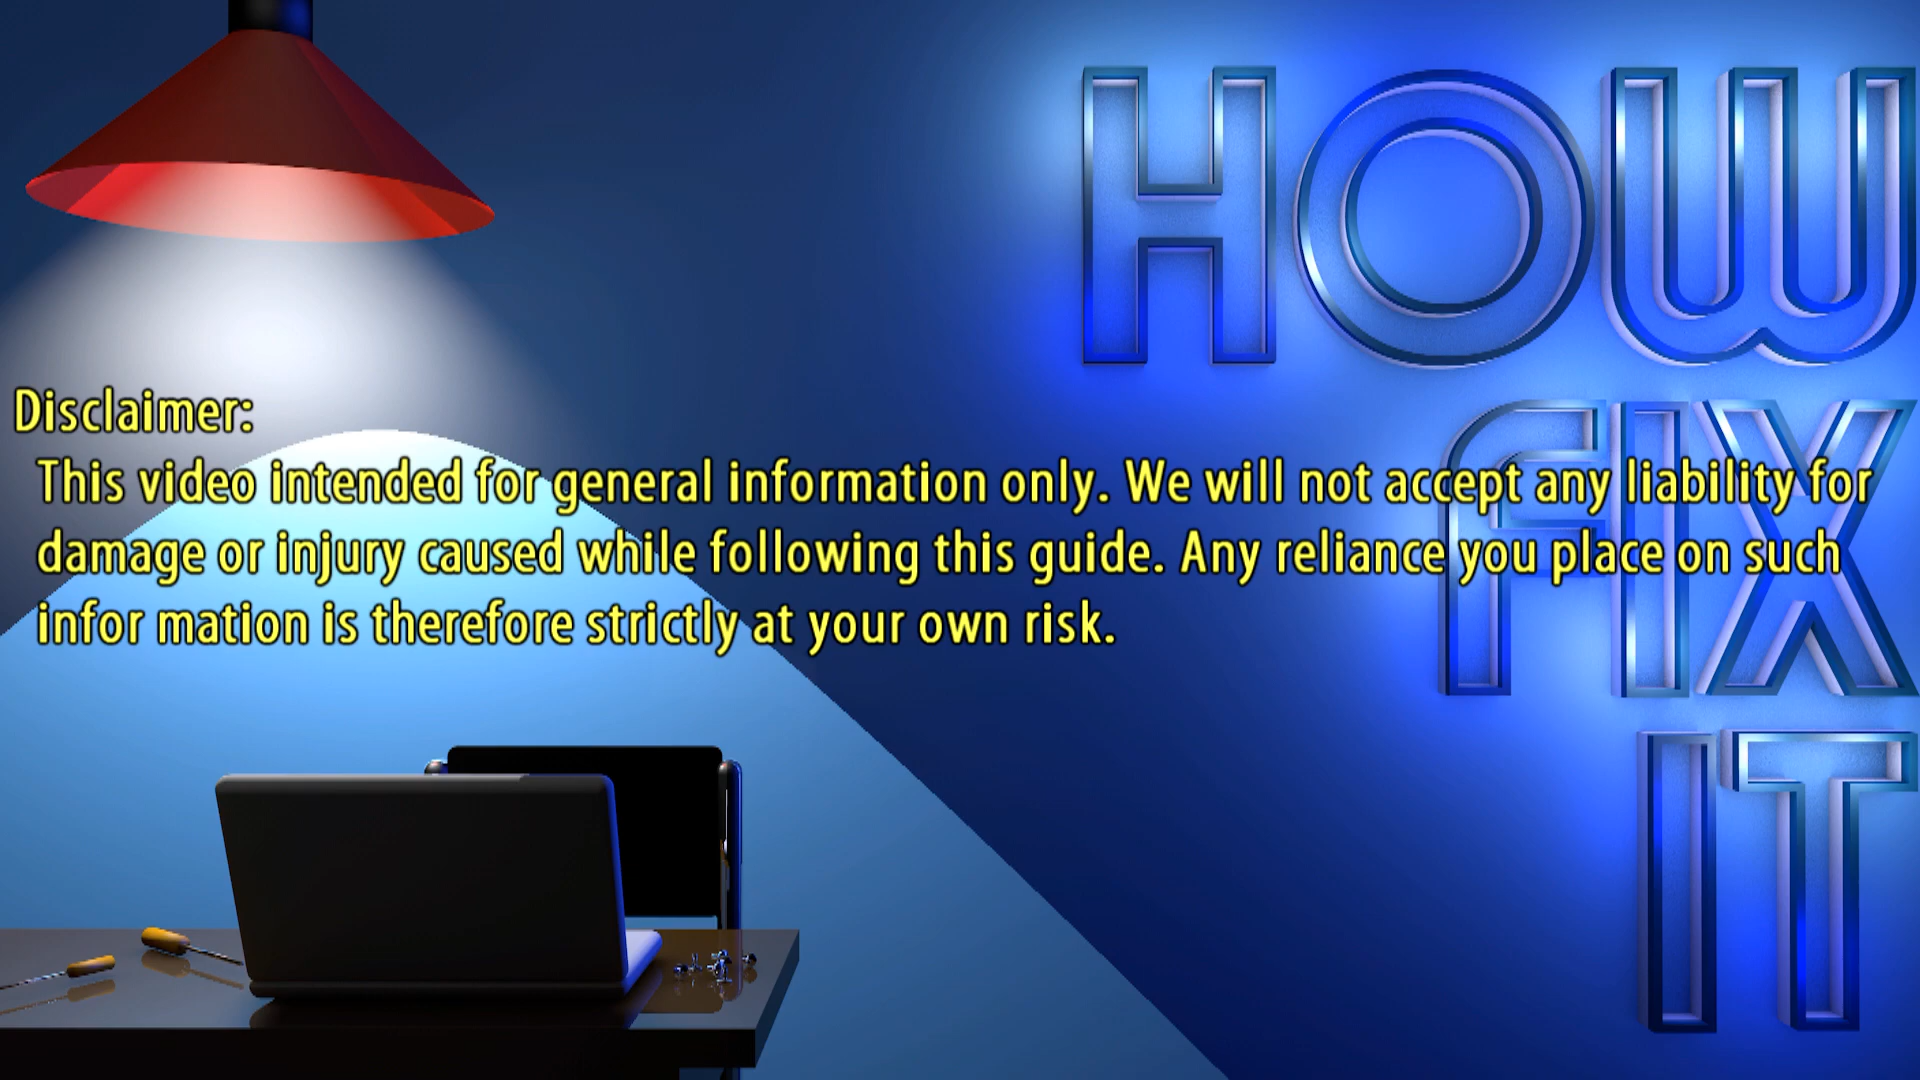 HOW
FIX
IT
Disclaimer:
This video intended for general information only. We will not accept any liability for
damage or injury caused while following this guide. Any reliance you place on such
infor mation is therefore strictly at your own risk.